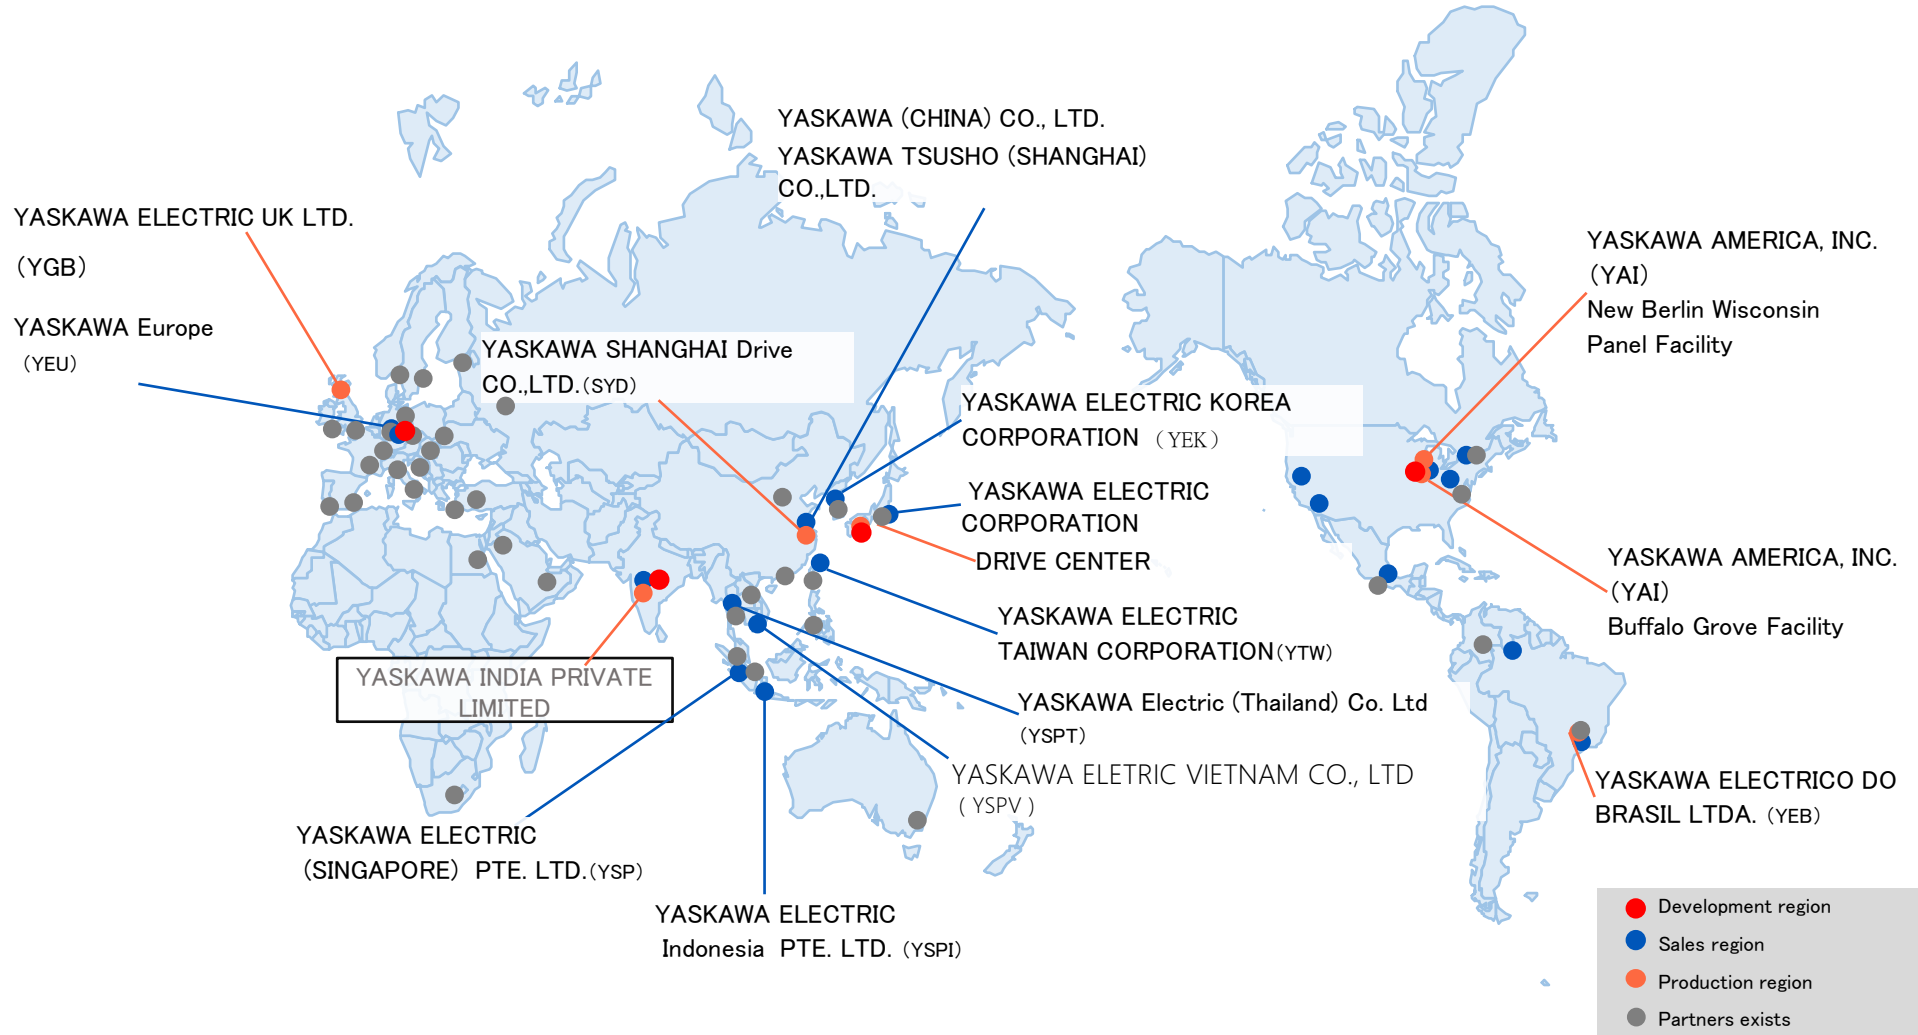 YASKAWA (CHINA) CO., LTD.
YASKAWA TSUSHO (SHANGHAI)
CO.,LTD.
YASKAWA ELECTRIC UK LTD.
(YGB)
YASKAWA Europe
(YEU)
YASKAWA SHANGHAI Drive
CO.,LTD.(SYD)
YASKAWA AMERICA, INC.
(YAI)
New Berlin Wisconsin
Panel Facility
YASKAWA ELECTRIC KOREA
CORPORATION (YEK)
YASKAWA ELECTRIC
CORPORATION
DRIVE CENTER
YASKAWA AMERICA, INC.
(YAI)
Buffalo Grove Facility
YASKAWA ELECTRIC
TAIWAN CORPORATION(YTW)
YASKAWA INDIA PRIVATE
LIMITED
YASKAWA Electric (Thailand) Co. Ltd
(YSPT)
YASKAWA ELETRIC VIETNAM CO., LTD
(YSPV)
YASKAWA ELECTRICO DO
BRASIL LTDA. (YEB)
YASKAWA ELECTRIC
(SINGAPORE) PTE. LTD.(YSP)
YASKAWA ELECTRIC
Indonesia PTE. LTD. (YSPI)
Development region
Sales region
Production region
Partners exists